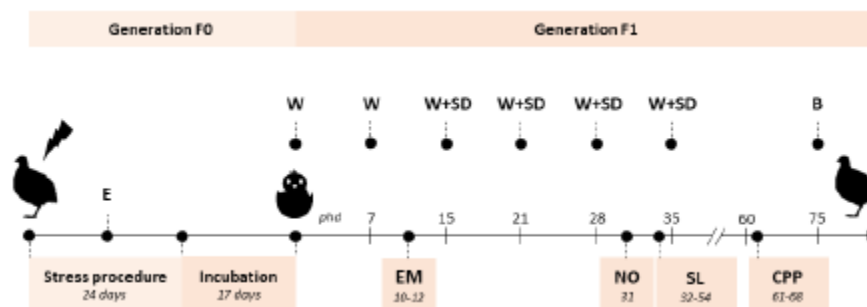 Generation F0 Generation F1
W W W+SD W+SD W+SD W+SD B
E
phd 7 15 21 28 35 60 75
Stress procedure Incubation EM NO SL CPP
24 days 17 days 10-12 31 32-54 61-68